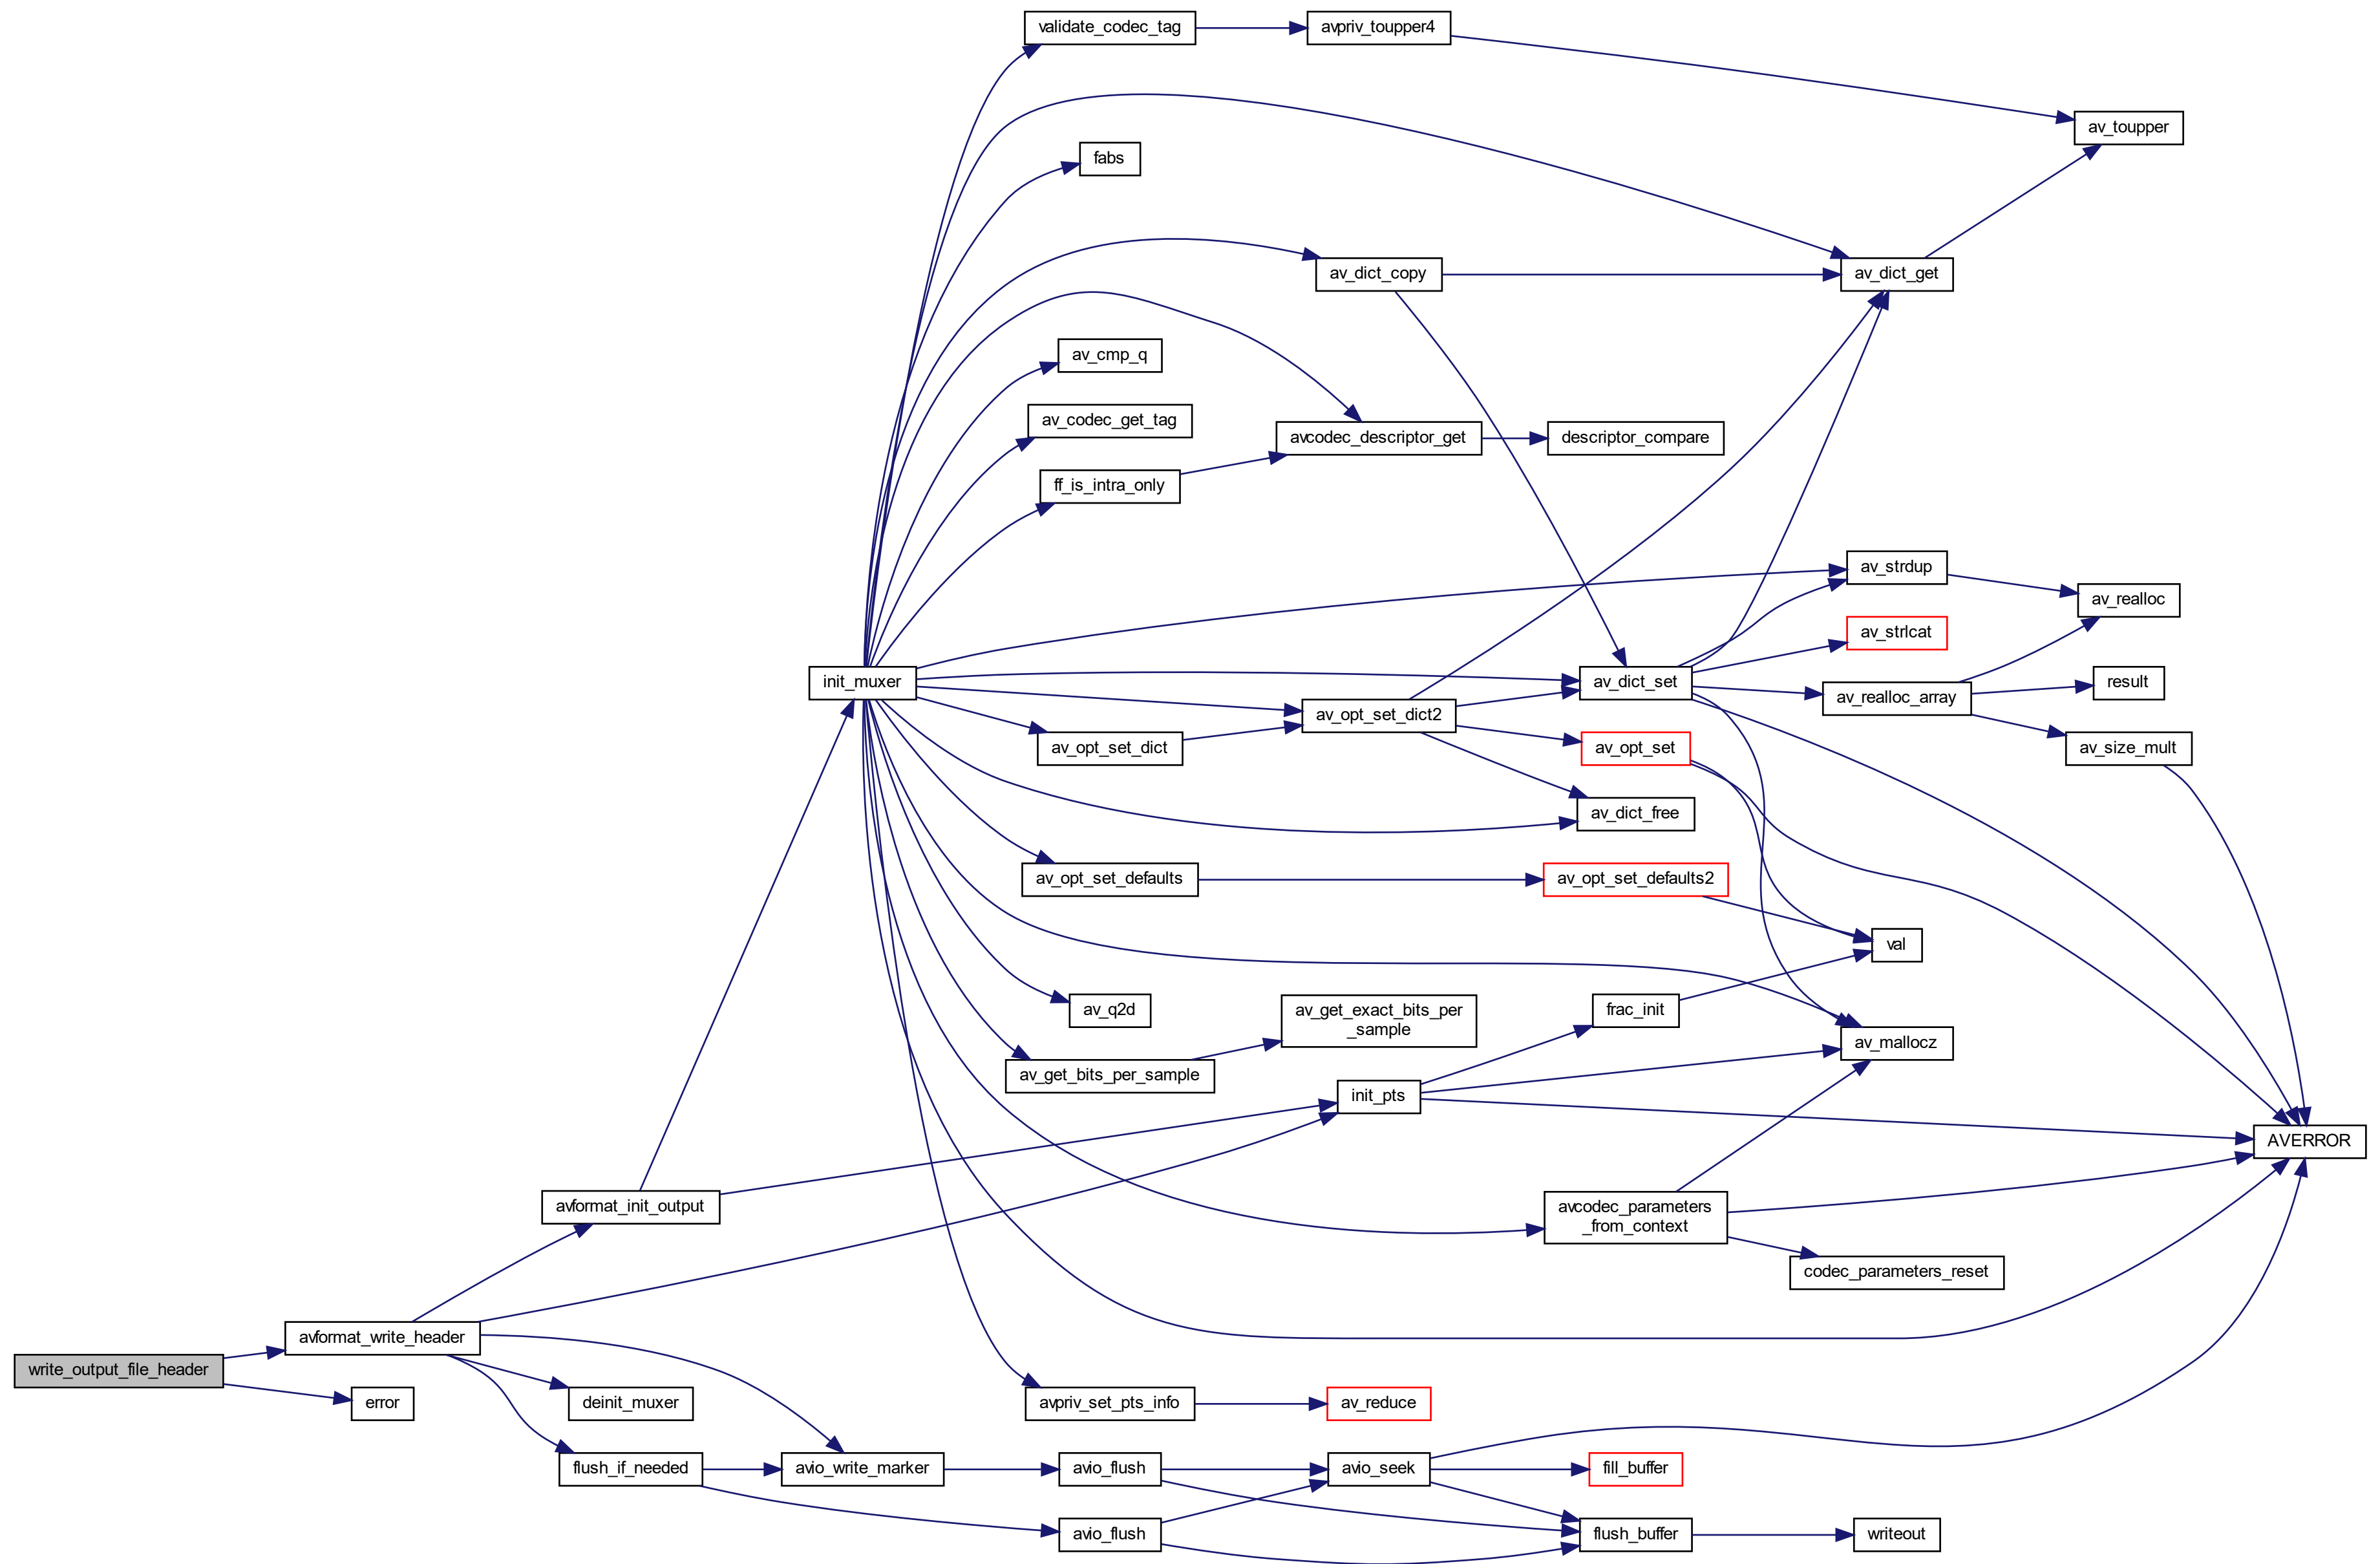 validate_codec_tag
avpriv_toupper4
av_toupper
fabs
av_dict_copy
av_dict_get
av_cmp_q
av_codec_get_tag
avcodec_descriptor_get
descriptor_compare
ff_is_intra_only
av_strdup
av_realloc
av_strlcat
init_muxer
av_dict_set
av_realloc_array
result
av_opt_set_dict2
av_opt_set_dict
av_opt_set
av_size_mult
av_dict_free
av_opt_set_defaults
av_opt_set_defaults2
val
av_q2d
av_get_exact_bits_per
_sample
frac_init
av_mallocz
av_get_bits_per_sample
init_pts
AVERROR
avformat_init_output
avcodec_parameters
_from_context
codec_parameters_reset
avformat_write_header
write_output_file_header
error
deinit_muxer
avpriv_set_pts_info
av_reduce
flush_if_needed
avio_write_marker
avio_flush
avio_seek
fill_buffer
avio_flush
flush_buffer
writeout